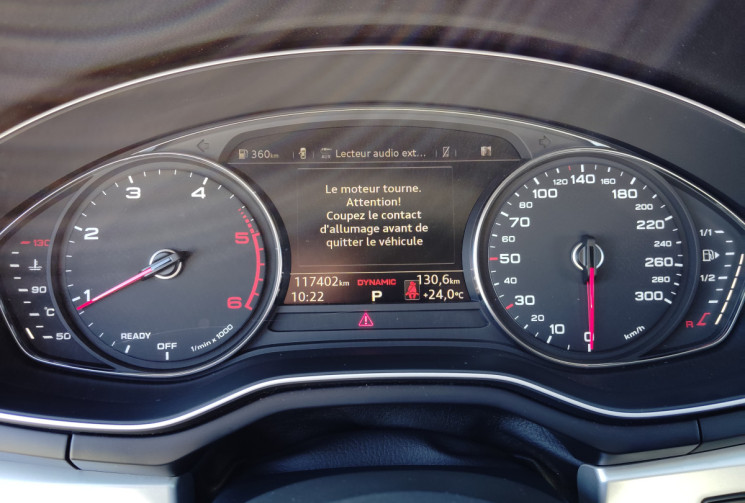 360km Lecteur audio ext...
Le moteur tourne.
Attention!
Coupez le contact
d'allumage avant de
quitter le véhicule
117402km DYNAMIC 130,6km
10:22 P +24,0°C
1 2 3 4 5 6
READY OFF
1/min x 1000
130
90
°C
50
0 10 20 30 50 70 80 100 120 140 160 180 200 220 240 260 280 300
km/h
1/1
1/2
R